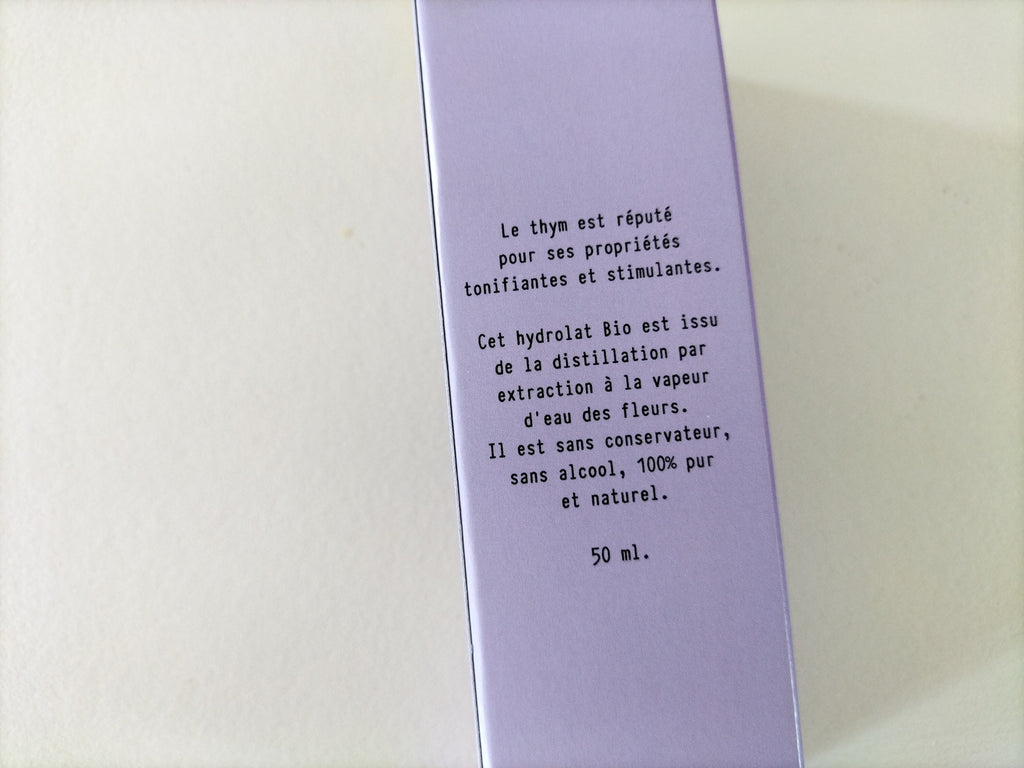 Le thym est réputé
pour ses propriétés
tonifiantes et stimulantes.
Cet hydrolat Bio est issu
de la distillation par
extraction à la vapeur
d'eau des fleurs.
Il est sans conservateur,
sans alcool, 100% pur
et naturel.
50 ml.